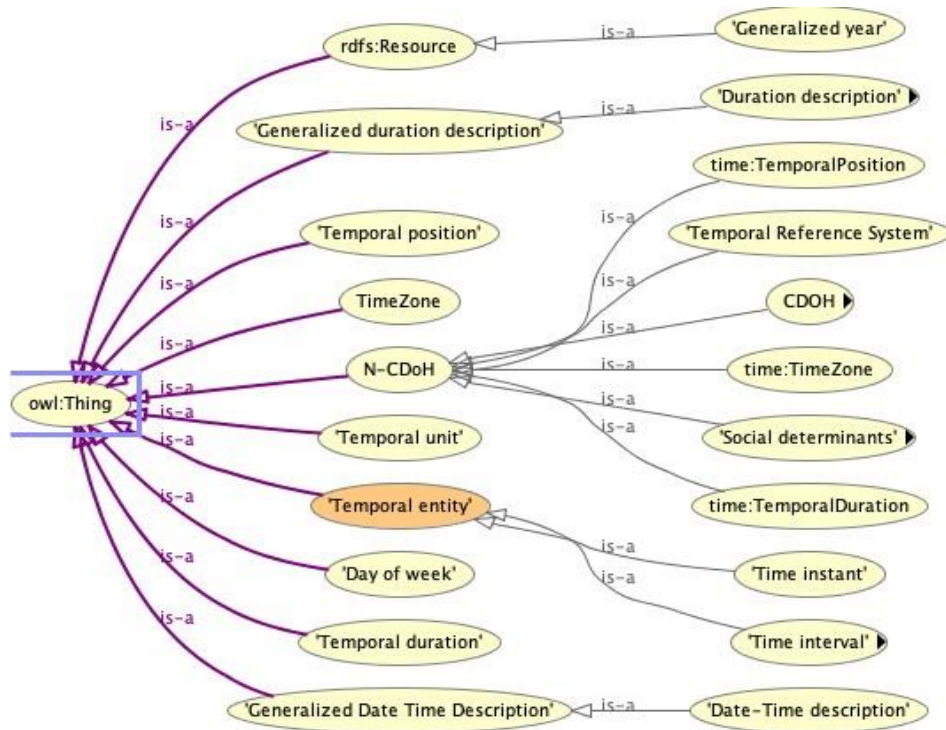 rdfs:Resource
is-a
'Generalized year'
'Generalized duration description'
is-a
'Duration description'
is-a
time:TemporalPosition
is-a
is-a
'Temporal position'
'Temporal Reference System'
is-a
is-a
TimeZone
CDOH
is-a
is-a
owl:Thing
is-a
N-CDoH
is-a
time:TimeZone
is-a
is-a
'Temporal unit'
'Social determinants'
is-a
is-a
'Temporal entity'
time:TemporalDuration
is-a
'Day of week'
is-a
'Time instant'
is-a
is-a
'Temporal duration'
'Time interval'
is-a
'Generalized Date Time Description'
is-a
'Date-Time description'